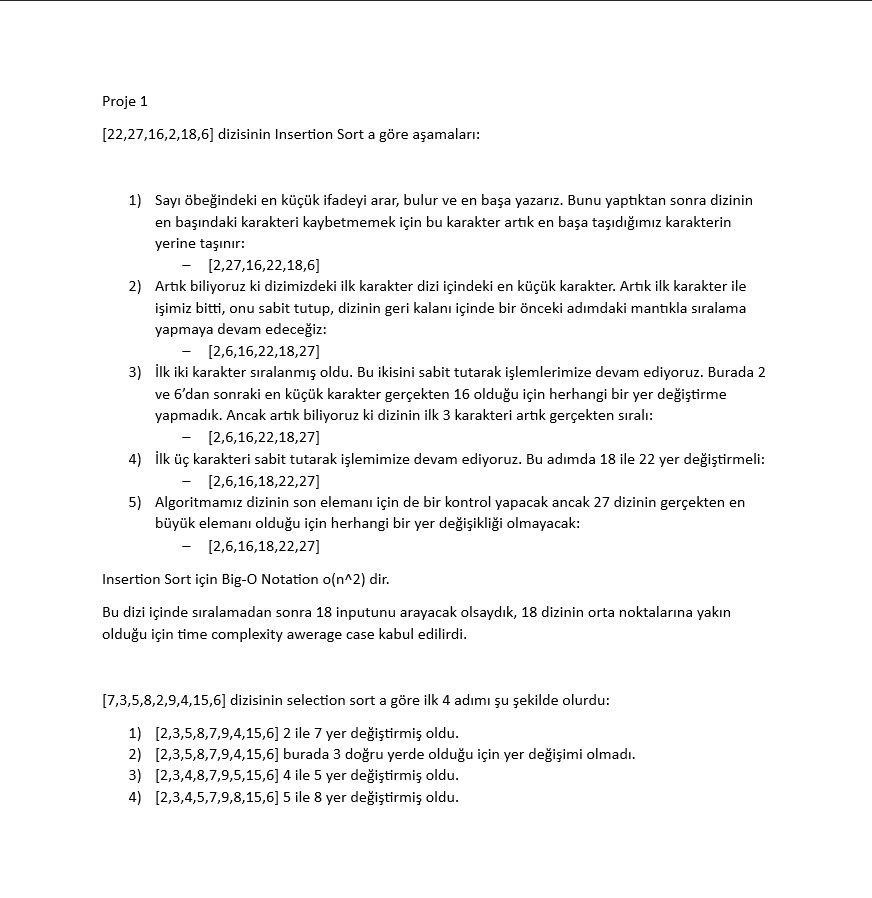 Proje 1
[22,27,16,2,18,6] dizisinin Insertion Sort a göre aşamaları:
1) Sayı öbeğindeki en küçük ifadeyi arar, bulur ve en başa yazarız. Bunu yaptıktan sonra dizinin
en başındaki karakteri kaybetmemek için bu karakter artık en başa taşıdığımız karakterin
yerine taşınır:
– [2,27,16,22,18,6]
2) Artık biliyoruz ki dizimizdeki ilk karakter dizi içindeki en küçük karakter. Artık ilk karakter ile
işimiz bitti, onu sabit tutup, dizinin geri kalanı içinde bir önceki adımdaki mantıkla sıralama
yapmaya devam edeceğiz:
– [2,6,16,22,18,27]
3) İlk iki karakter sıralanmış oldu. Bu ikisini sabit tutarak işlemlerimize devam ediyoruz. Burada 2
ve 6’dan sonraki en küçük karakter gerçekten 16 olduğu için herhangi bir yer değiştirme
yapmadık. Ancak artık biliyoruz ki dizinin ilk 3 karakteri artık gerçekten sıralı:
– [2,6,16,22,18,27]
4) İlk üç karakteri sabit tutarak işlemimize devam ediyoruz. Bu adımda 18 ile 22 yer değiştirmeli:
– [2,6,16,18,22,27]
5) Algoritmamız dizinin son elemanı için de bir kontrol yapacak ancak 27 dizinin gerçekten en
büyük elemanı olduğu için herhangi bir yer değişikliği olmayacak:
– [2,6,16,18,22,27]
Insertion Sort için Big-O Notation o(n^2) dir.
Bu dizi içinde sıralamadan sonra 18 inputunu arayacak olsaydık, 18 dizinin orta noktalarına yakın
olduğu için time complexity awerage case kabul edilirdi.
[7,3,5,8,2,9,4,15,6] dizisinin selection sort a göre ilk 4 adımı şu şekilde olurdu:
1) [2,3,5,8,7,9,4,15,6] 2 ile 7 yer değiştirmiş oldu.
2) [2,3,5,8,7,9,4,15,6] burada 3 doğru yerde olduğu için yer değişimi olmadı.
3) [2,3,4,8,7,9,5,15,6] 4 ile 5 yer değiştirmiş oldu.
4) [2,3,4,5,7,9,8,15,6] 5 ile 8 yer değiştirmiş oldu.